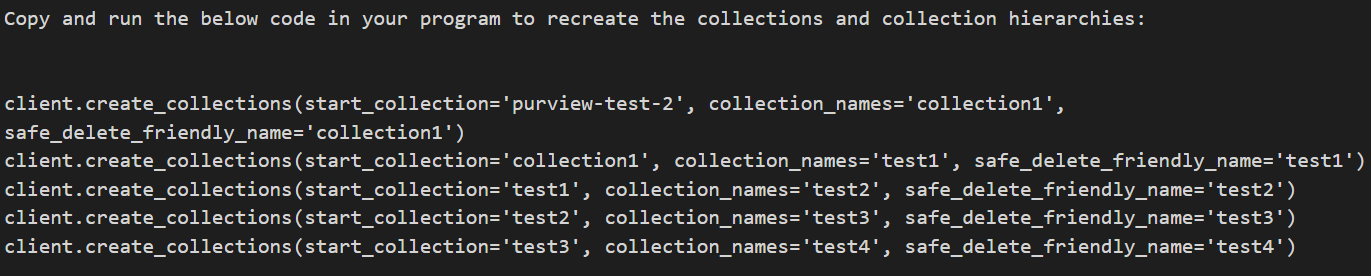 Copy and run the below code in your program to recreate the collections and collection hierarchies:
client.create_collections(start_collection='purview-test-2', collection_names='collection1',
safe_delete_friendly_name='collection1')
client.create_collections(start_collection='collection1', collection_names='test1', safe_delete_friendly_name='test1')
client.create_collections(start_collection='test1', collection_names='test2', safe_delete_friendly_name='test2')
client.create_collections(start_collection='test2', collection_names='test3', safe_delete_friendly_name='test3')
client.create_collections(start_collection='test3', collection_names='test4', safe_delete_friendly_name='test4')